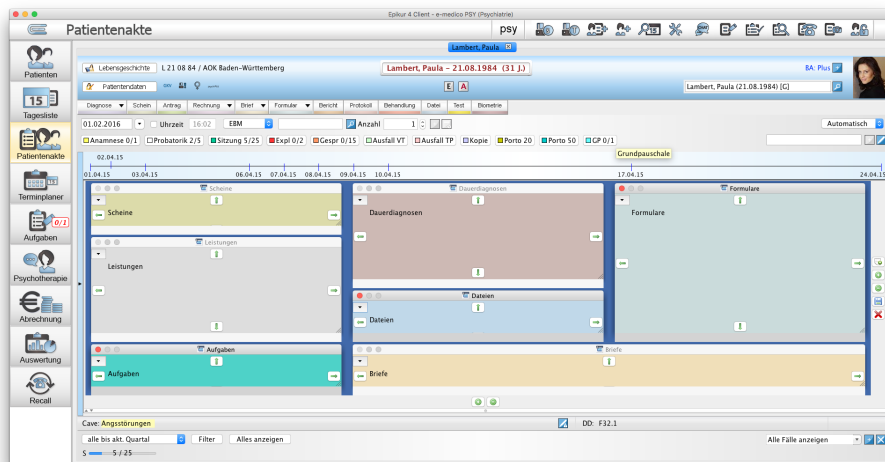 Epikur 4 Client - e-medico PSY (Psychiatrie)
Patientenakte
psy
Lambert, Paula
Patienten
Tagesliste
Patientenakte
Terminplaner
Aufgaben
0/1
Psychotherapie
Abrechnung
Auswertung
Recall
Lebensgeschichte L 21 08 84 / AOK Baden-Württemberg
Lambert, Paula - 21.08.1984 (31 J.)
BA: Plus
Patientendaten
E A
Lambert, Paula (21.08.1984) [G]
Diagnose Schein Antrag Rechnung Brief Formular Bericht Protokoll Behandlung Datei Test Biometrie
01.02.2016 Uhrzeit 16:02 EBM Anzahl 1 Automatisch
Anamnese 0/1 Probatorik 2/5 Sitzung 5/25 Expl 0/2 Gespr 0/15 Ausfall VT Ausfall TP Kopie Porto 20 Porto 50 GP 0/1
Grundpauschale
02.04.15
01.04.15 03.04.15 06.04.15 07.04.15 08.04.15 09.04.15 10.04.15 17.04.15 24.04.15
Scheine
Scheine
Leistungen
Leistungen
Aufgaben
Aufgaben
Dauerdiagnosen
Dauerdiagnosen
Dateien
Dateien
Formulare
Formulare
Briefe
Briefe
Cave: Angsstörungen
DD: F32.1
alle bis akt. Quartal Filter Alles anzeigen
Alle Fälle anzeigen
S 5 / 25